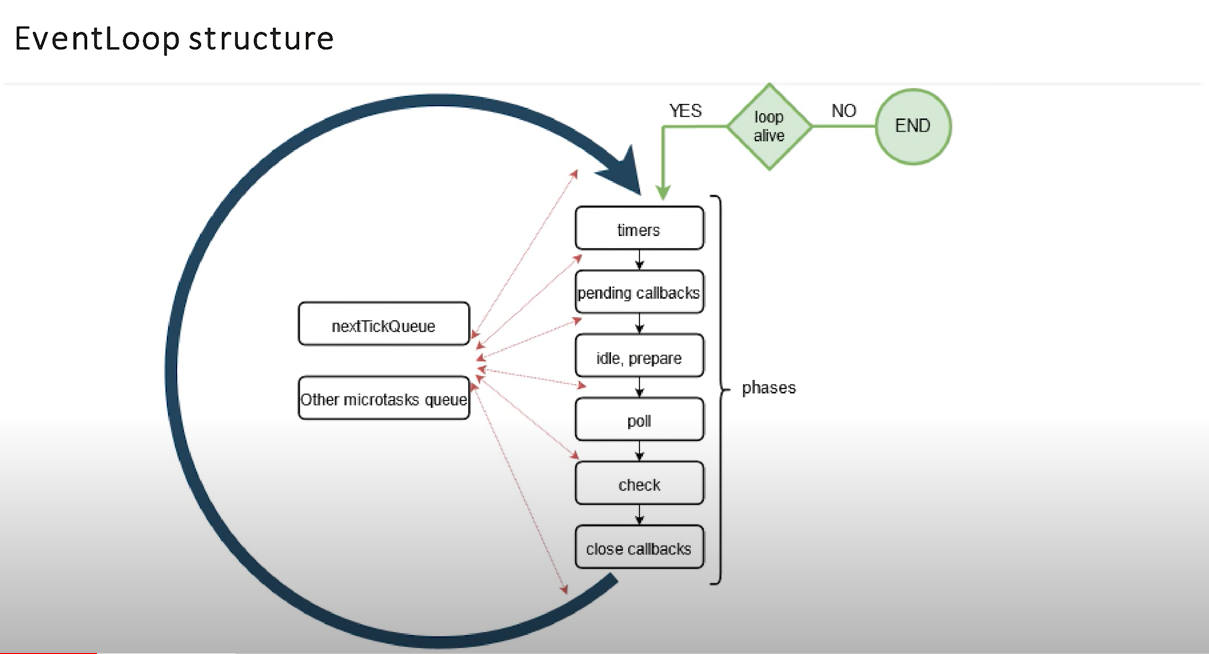 EventLoop structure
YES
loop
alive
NO
END
timers
pending callbacks
nextTickQueue
idle, prepare
phases
Other microtasks queue
poll
check
close callbacks